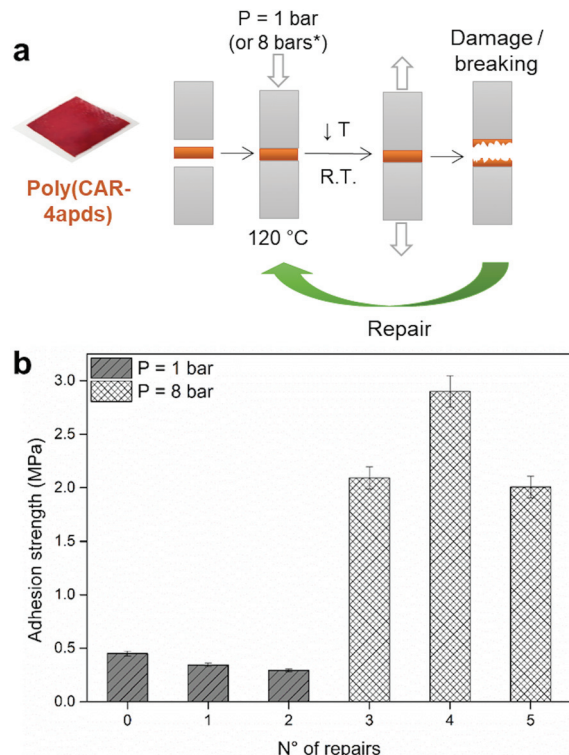 a
P = 1 bar
(or 8 bars*)
Damage /
breaking
↓ T
R.T.
Poly(CAR-
4apds)
120 °C
Repair
b
P = 1 bar
P = 8 bar
Adhesion strength (MPa)
3.0
2.5
2.0
1.5
1.0
0.5
0.0
0 1 2 3 4 5
N° of repairs